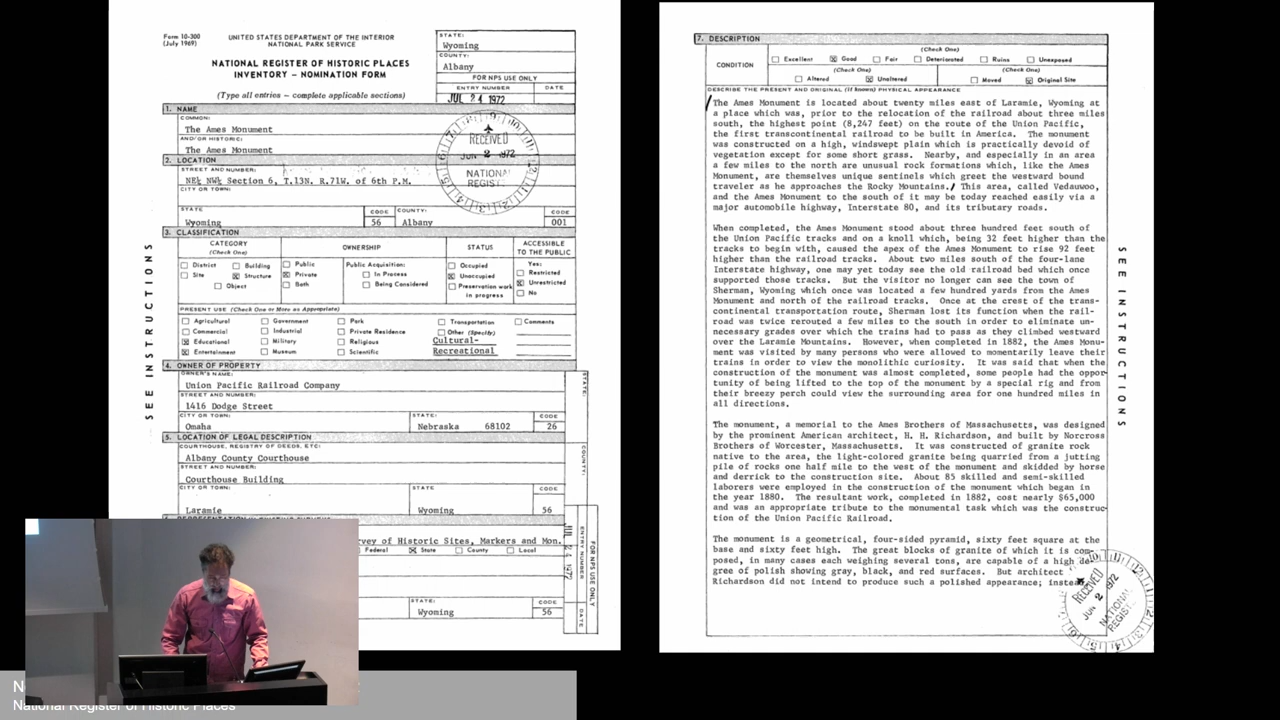 Form 10-300
(July 1969)
UNITED STATES DEPARTMENT OF THE INTERIOR
NATIONAL PARK SERVICE
NATIONAL REGISTER OF HISTORIC PLACES
INVENTORY - NOMINATION FORM
(Type all entries - complete applicable sections)
STATE:
Wyoming
COUNTY:
Albany
FOR NPS USE ONLY
ENTRY NUMBER DATE
JUL 24 1972
1. NAME
COMMON:
The Ames Monument
AND/OR HISTORIC:
The Ames Monument
RECEIVED
JUN 2 1972
NATIONAL
2. LOCATION
STREET AND NUMBER:
NE¼ NW¼ Section 6, T.13N. R.71W. of 6th P.M.
CITY OR TOWN:
STATE CODE COUNTY: CODE
Wyoming 56 Albany 001
3. CLASSIFICATION
CATEGORY
(Check One)
OWNERSHIP
STATUS
ACCESSIBLE
TO THE PUBLIC
District Building
Site Structure
Object
Public
Private
Both
Public Acquisition:
In Process
Being Considered
Occupied
Unoccupied
Preservation work
in progress
Yes:
Restricted
Unrestricted
No
PRESENT USE (Check One or More as Appropriate)
Agricultural Government Park Transportation Comments
Commercial Industrial Private Residence Other (Specify)
Educational Military Religious Cultural-
Entertainment Museum Scientific Recreational
4. OWNER OF PROPERTY
OWNER'S NAME:
Union Pacific Railroad Company
STREET AND NUMBER:
1416 Dodge Street
CITY OR TOWN: STATE: CODE
Omaha Nebraska 68102 26
5. LOCATION OF LEGAL DESCRIPTION
COURTHOUSE, REGISTRY OF DEEDS, ETC:
Albany County Courthouse
STREET AND NUMBER:
Courthouse Building
CITY OR TOWN: STATE CODE
Laramie Wyoming 56
vey of Historic Sites, Markers and Mon.
Federal State County Local
STATE: CODE
Wyoming 56
SEE INSTRUCTIONS
STATE:
COUNTY:
ENTRY NUMBER
DATE
FOR NPS USE ONLY
National Register of Historic Places
7. DESCRIPTION
CONDITION
(Check One)
Excellent Good Fair Deteriorated Ruins Unexposed
(Check One) (Check One)
Altered Unaltered Moved Original Site
DESCRIBE THE PRESENT AND ORIGINAL (if known) PHYSICAL APPEARANCE
The Ames Monument is located about twenty miles east of Laramie, Wyoming at
a place which was, prior to the relocation of the railroad about three miles
south, the highest point (8,247 feet) on the route of the Union Pacific,
the first transcontinental railroad to be built in America. The monument
was constructed on a high, windswept plain which is practically devoid of
vegetation except for some short grass. Nearby, and especially in an area
a few miles to the north are unusual rock formations which, like the Ames
Monument, are themselves unique sentinels which greet the westward bound
traveler as he approaches the Rocky Mountains. This area, called Vedauwoo,
and the Ames Monument to the south of it may be today reached easily via a
major automobile highway, Interstate 80, and its tributary roads.
When completed, the Ames Monument stood about three hundred feet south of
the Union Pacific tracks and on a knoll which, being 32 feet higher than the
tracks to begin with, caused the apex of the Ames Monument to rise 92 feet
higher than the railroad tracks. About two miles south of the four-lane
Interstate highway, one may yet today see the old railroad bed which once
supported those tracks. But the visitor no longer can see the town of
Sherman, Wyoming which once was located a few hundred yards from the Ames
Monument and north of the railroad tracks. Once at the crest of the trans-
continental transportation route, Sherman lost its function when the rail-
road was twice rerouted a few miles to the south in order to eliminate un-
necessary grades over which the trains had to pass as they climbed westward
over the Laramie Mountains. However, when completed in 1882, the Ames Monu-
ment was visited by many persons who were allowed to momentarily leave their
trains in order to view the monolithic curiosity. It was said that when the
construction of the monument was almost completed, some people had the oppor-
tunity of being lifted to the top of the monument by a special rig and from
their breezy perch could view the surrounding area for one hundred miles in
all directions.
The monument, a memorial to the Ames Brothers of Massachusetts, was designed
by the prominent American architect, H. H. Richardson, and built by Norcross
Brothers of Worcester, Massachusetts. It was constructed of granite rock
native to the area, the light-colored granite being quarried from a jutting
pile of rocks one half mile to the west of the monument and skidded by horse
and derrick to the construction site. About 85 skilled and semi-skilled
laborers were employed in the construction of the monument which began in
the year 1880. The resultant work, completed in 1882, cost nearly $65,000
and was an appropriate tribute to the monumental task which was the construc-
tion of the Union Pacific Railroad.
The monument is a geometrical, four-sided pyramid, sixty feet square at the
base and sixty feet high. The great blocks of granite of which it is com-
posed, in many cases each weighing several tons, are capable of a high de-
gree of polish showing gray, black, and red surfaces. But architect
Richardson did not intend to produce such a polished appearance; instea
SEE INSTRUCTIONS
RECEIVED
JUN 2 1972
NATIONAL